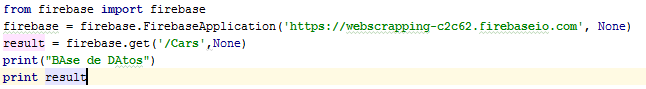 from firebase import firebase
firebase = firebase.FirebaseApplication('https://webscrapping-c2c62.firebaseio.com', None)
result = firebase.get('/Cars',None)
print("BAse de DAtos")
print result